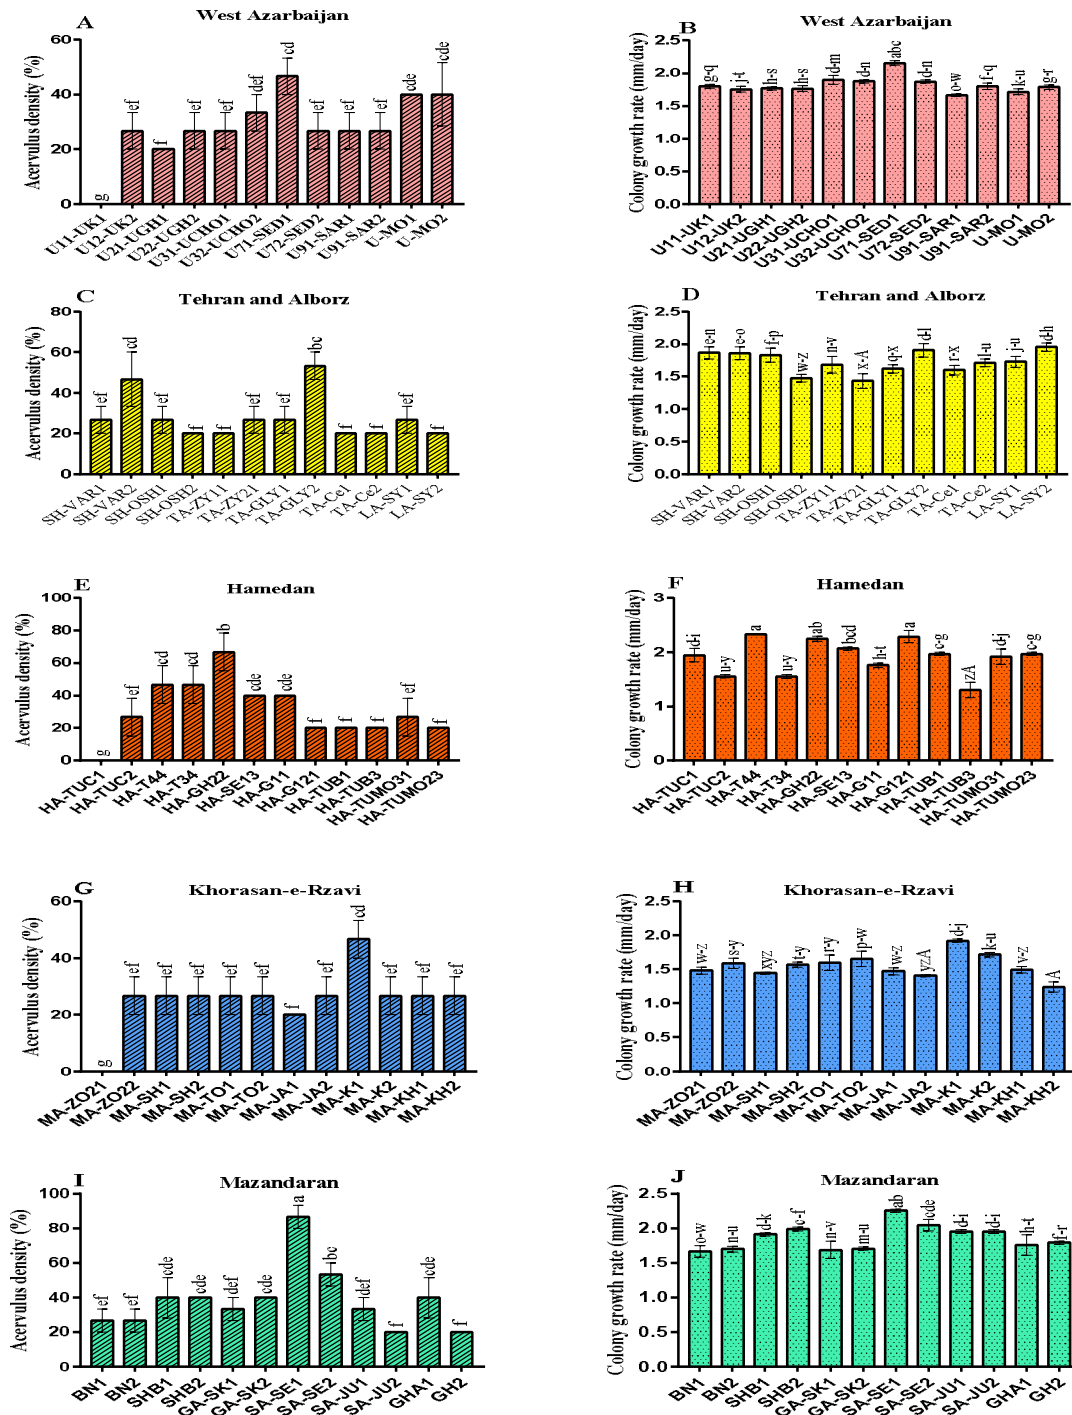 A West Azarbaijan
Acervulus density (%)
60
40
20
0
g ef f ef ef def cd ef ef ef cde cde
U11-UK1 U12-UK2 U21-UGH1 U22-UGH2 U31-UCHO1 U32-UCHO2 U71-SED1 U72-SED2 U91-SAR1 U91-SAR2 U-MO1 U-MO2
B West Azarbaijan
Colony growth rate (mm/day)
2.5
2.0
1.5
1.0
0.5
0.0
g-q j-t h-s h-s d-m d-n abc d-n o-w f-q k-u g-r
U11-UK1 U12-UK2 U21-UGH1 U22-UGH2 U31-UCHO1 U32-UCHO2 U71-SED1 U72-SED2 U91-SAR1 U91-SAR2 U-MO1 U-MO2
C Tehran and Alborz
Acervulus density (%)
80
60
40
20
0
ef cd ef f f ef ef bc f f ef f
SH-VAR1 SH-VAR2 SH-OSH1 SH-OSH2 TA-ZY11 TA-ZY21 TA-GLY1 TA-GLY2 TA-Ce1 TA-Ce2 LA-SY1 LA-SY2
D Tehran and Alborz
Colony growth rate (mm/day)
2.5
2.0
1.5
1.0
0.5
0.0
e-n e-o f-p w-z n-v x-A q-x d-l r-x l-u j-u d-h
SH-VAR1 SH-VAR2 SH-OSH1 SH-OSH2 TA-ZY11 TA-ZY21 TA-GLY1 TA-GLY2 TA-Ce1 TA-Ce2 LA-SY1 LA-SY2
E Hamedan
Acervulus density (%)
100
80
60
40
20
0
g ef cd cd b cde cde f f f ef f
HA-TUC1 HA-TUC2 HA-T44 HA-T34 HA-GH22 HA-SE13 HA-G11 HA-G121 HA-TUB1 HA-TUB3 HA-TUMO31 HA-TUMO23
F Hamedan
Colony growth rate (mm/day)
3
2
1
0
d-i u-y a u-y ab bcd h-t a c-g zA d-j c-g
HA-TUC1 HA-TUC2 HA-T44 HA-T34 HA-GH22 HA-SE13 HA-G11 HA-G121 HA-TUB1 HA-TUB3 HA-TUMO31 HA-TUMO23
G Khorasan-e-Rzavi
Acervulus density (%)
60
40
20
0
g ef ef ef ef ef f ef cd ef ef ef
MA-ZO21 MA-ZO22 MA-SH1 MA-SH2 MA-TO1 MA-TO2 MA-JA1 MA-JA2 MA-K1 MA-K2 MA-KH1 MA-KH2
H Khorasan-e-Rzavi
Colony growth rate (mm/day)
2.5
2.0
1.5
1.0
0.5
0.0
w-z s-y xyz t-y r-y p-w w-z yzA d-j k-u v-z A
MA-ZO21 MA-ZO22 MA-SH1 MA-SH2 MA-TO1 MA-TO2 MA-JA1 MA-JA2 MA-K1 MA-K2 MA-KH1 MA-KH2
I Mazandaran
Acervulus density (%)
100
80
60
40
20
0
ef ef cde cde def cde a bc def f cde f
BN1 BN2 SHB1 SHB2 GA-SK1 GA-SK2 SA-SE1 SA-SE2 SA-JU1 SA-JU2 GHA1 GH2
J Mazandaran
Colony growth rate (mm/day)
2.5
2.0
1.5
1.0
0.5
0.0
o-w n-u d-k c-f n-v m-u ab cde d-i d-i h-t f-r
BN1 BN2 SHB1 SHB2 GA-SK1 GA-SK2 SA-SE1 SA-SE2 SA-JU1 SA-JU2 GHA1 GH2